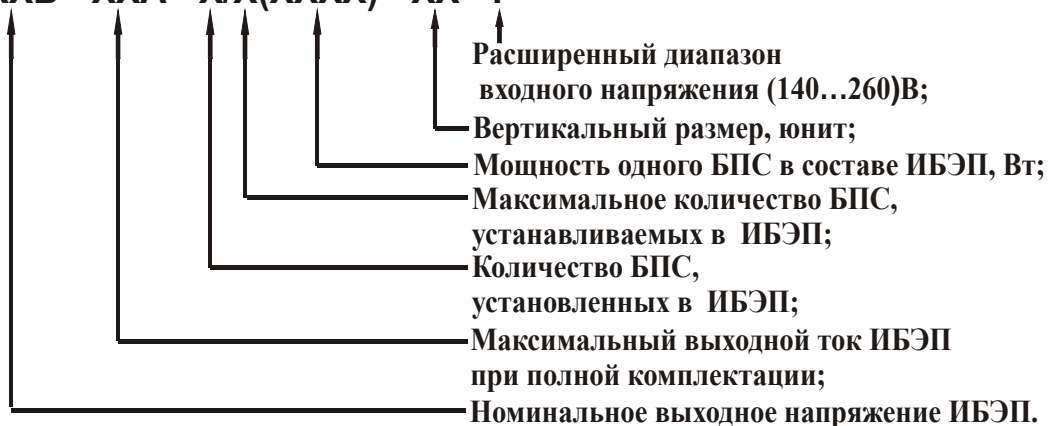 Расширенный диапазон
входного напряжения (140...260)В;
Вертикальный размер, юнит;
Мощность одного БПС в составе ИБЭП, Вт;
Максимальное количество БПС,
устанавливаемых в ИБЭП;
Количество БПС,
установленных в ИБЭП;
Максимальный выходной ток ИБЭП
при полной комплектации;
Номинальное выходное напряжение ИБЭП.